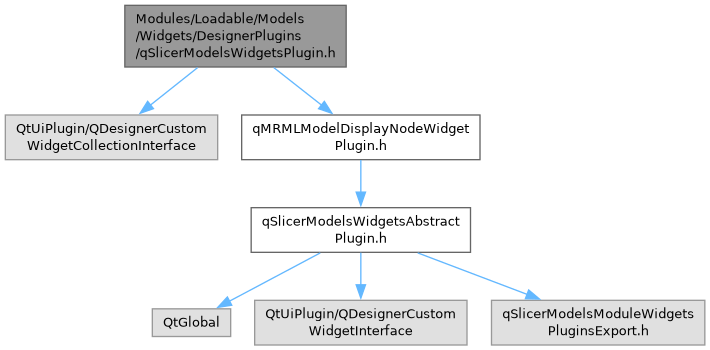 Modules/Loadable/Models
/Widgets/DesignerPlugins
/qSlicerModelsWidgetsPlugin.h
QtUiPlugin/QDesignerCustom
WidgetCollectionInterface
qMRMLModelDisplayNodeWidget
Plugin.h
qSlicerModelsWidgetsAbstract
Plugin.h
QtGlobal
QtUiPlugin/QDesignerCustom
WidgetInterface
qSlicerModelsModuleWidgets
PluginsExport.h